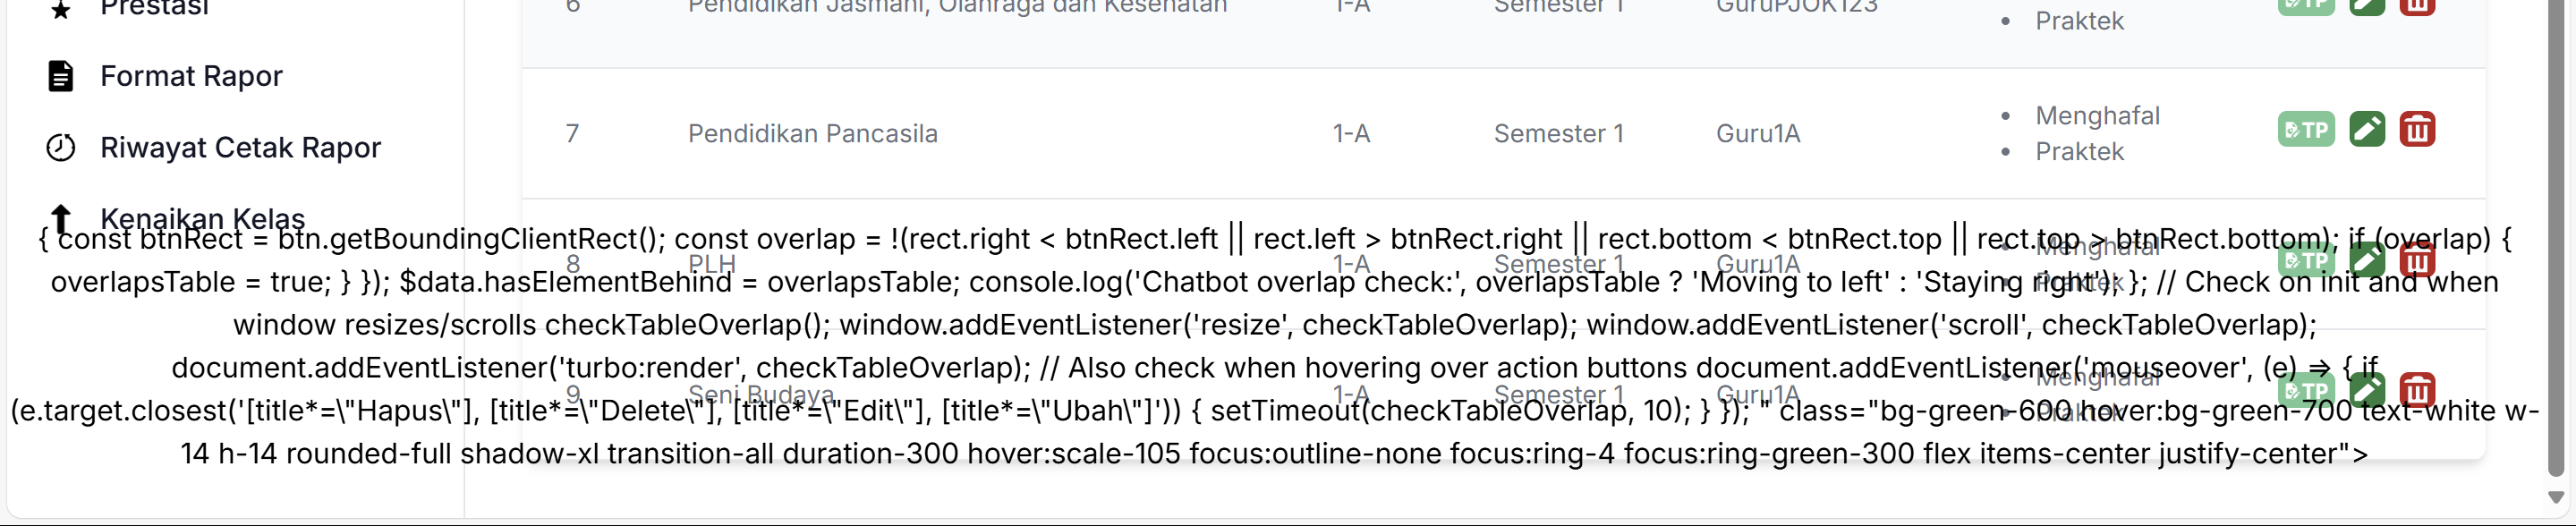 Prestasi
6 Pendidikan Jasmani, Olahraga dan Kesehatan 1-A Semester 1 GuruPJOK123
Praktek
TP
Format Rapor
7 Pendidikan Pancasila 1-A Semester 1 Guru1A
Menghafal
Praktek
TP
Riwayat Cetak Rapor
Kenaikan Kelas
{ const btnRect = btn.getBoundingClientRect(); const overlap = !(rect.right < btnRect.left || rect.left > btnRect.right || rect.bottom < btnRect.top || rect.top > btnRect.bottom); if (overlap) {
overlapsTable = true; } }); $data.hasElementBehind = overlapsTable; console.log('Chatbot overlap check:', overlapsTable ? 'Moving to left' : 'Staying right'); }; // Check on init and when
window resizes/scrolls checkTableOverlap(); window.addEventListener('resize', checkTableOverlap); window.addEventListener('scroll', checkTableOverlap);
document.addEventListener('turbo:render', checkTableOverlap); // Also check when hovering over action buttons document.addEventListener('mouseover', (e) => { if
(e.target.closest('[title*=\"Hapus\"], [title*=\"Delete\"], [title*=\"Edit\"], [title*=\"Ubah\"]')) { setTimeout(checkTableOverlap, 10); } }); " class="bg-green-600 hover:bg-green-700 text-white w-
14 h-14 rounded-full shadow-xl transition-all duration-300 hover:scale-105 focus:outline-none focus:ring-4 focus:ring-green-300 flex items-center justify-center">
8 PLH 1-A Semester 1 Guru1A
Menghafal
Praktek
TP
9 Seni Budaya 1-A Semester 1 Guru1A
Menghafal
Praktek
TP